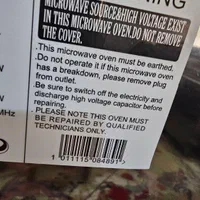 MICROWAVE SOURCE&HIGH VOLTAGE EXIST
IN THIS MICROWAVE OVEN.DO NOT REMOVE
THE COVER.
.This microwave oven must be earthed.
.Do not operate it if this microwave oven
has a breakdown, please remove plug
from outlet.
.Be sure to switch off the electricity and
discharge high voltage capacitor before
repairing.
. PLEASE NOTE THIS OVEN MUST
BE REPAIRED BY QUALIFIED
TECHNICIANS ONLY.
MHz